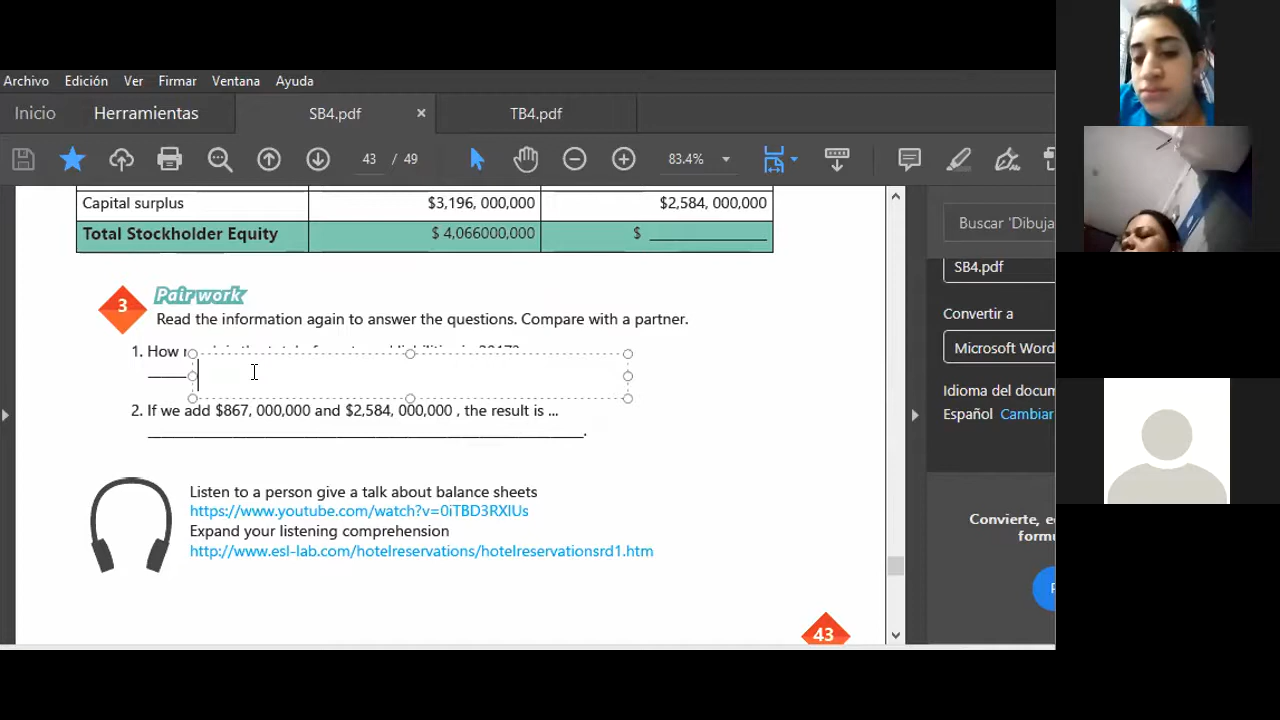 Archivo Edición Ver Firmar Ventana Ayuda
Inicio Herramientas SB4.pdf × TB4.pdf
43 / 49 83.4%
Capital surplus $3,196, 000,000 $2,584, 000,000
Total Stockholder Equity $ 4,066000,000 $ ______________
3 Pair work
Read the information again to answer the questions. Compare with a partner.
1. How
2. If we add $867, 000,000 and $2,584, 000,000 , the result is ...
______________________________________________.
Listen to a person give a talk about balance sheets
https://www.youtube.com/watch?v=0iTBD3RXlUs
Expand your listening comprehension
http://www.esl-lab.com/hotelreservations/hotelreservationsrd1.htm
43
Buscar 'Dibuja
SB4.pdf
Convertir a
Microsoft Word
Idioma del docum
Español Cambiar
Convierte, e
formu